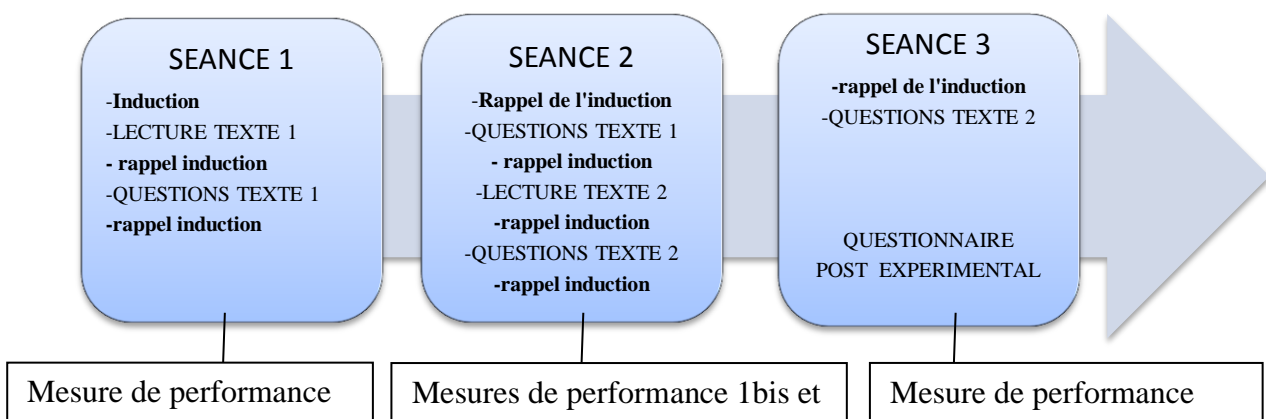 SEANCE 1
-Induction
-LECTURE TEXTE 1
- rappel induction
-QUESTIONS TEXTE 1
-rappel induction
SEANCE 2
-Rappel de l'induction
-QUESTIONS TEXTE 1
- rappel induction
-LECTURE TEXTE 2
-rappel induction
-QUESTIONS TEXTE 2
-rappel induction
SEANCE 3
-rappel de l'induction
-QUESTIONS TEXTE 2
QUESTIONNAIRE
POST EXPERIMENTAL
Mesure de performance
Mesures de performance 1bis et
Mesure de performance